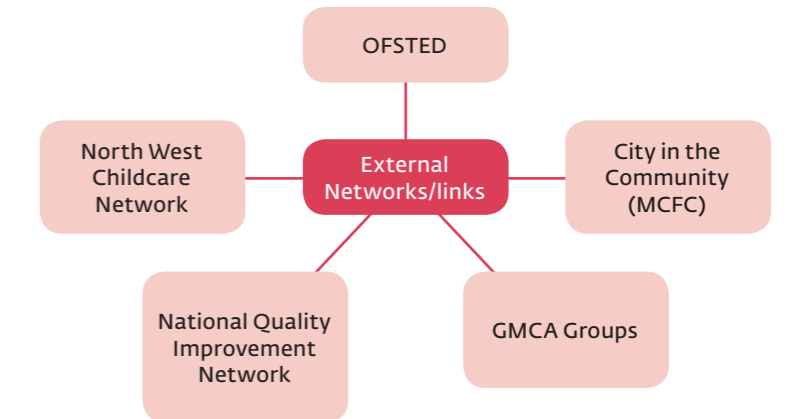 OFSTED
North West
Childcare
Network
External
Networks/links
City in the
Community
(MCFC)
National Quality
Improvement
Network
GMCA Groups